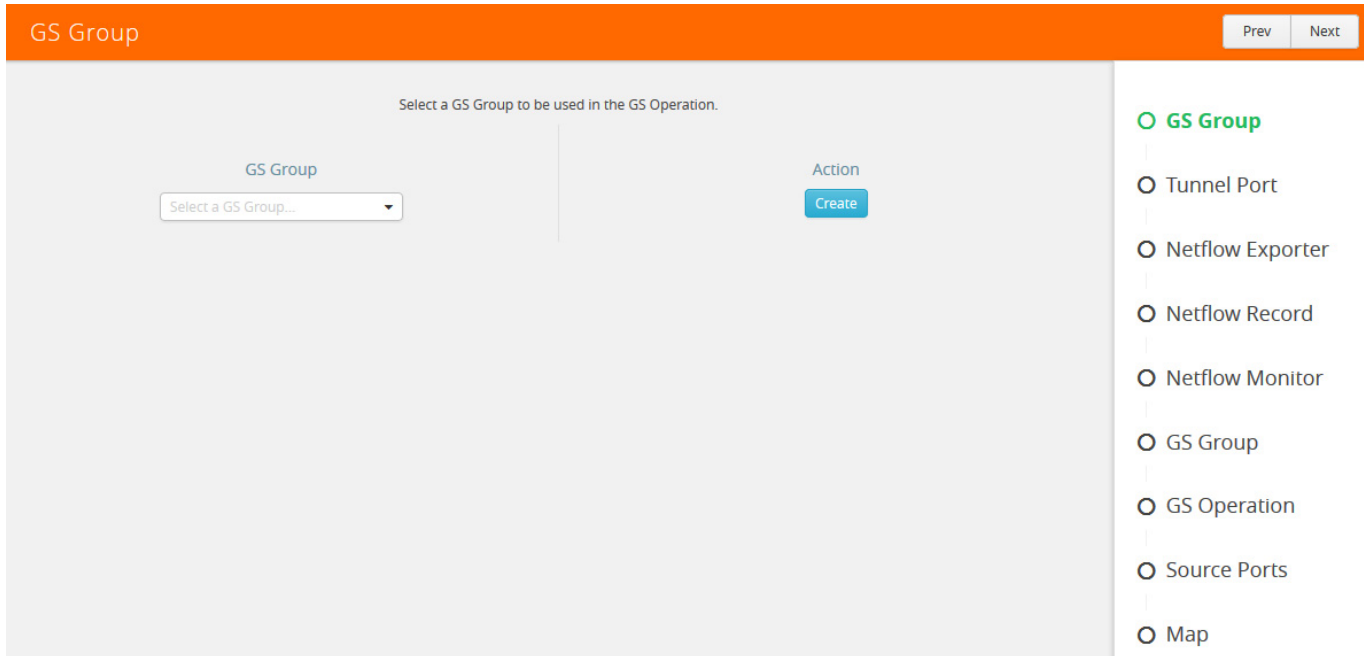 GS Group
Prev Next
Select a GS Group to be used in the GS Operation.
GS Group
Select a GS Group...
Action
Create
GS Group
Tunnel Port
Netflow Exporter
Netflow Record
Netflow Monitor
GS Group
GS Operation
Source Ports
Map